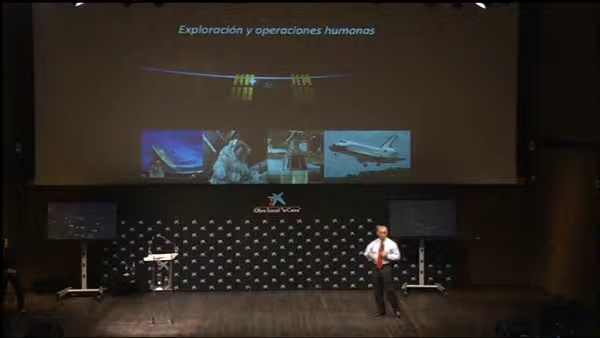 Exploración y operaciones humanas
Obra Social "la Caixa"